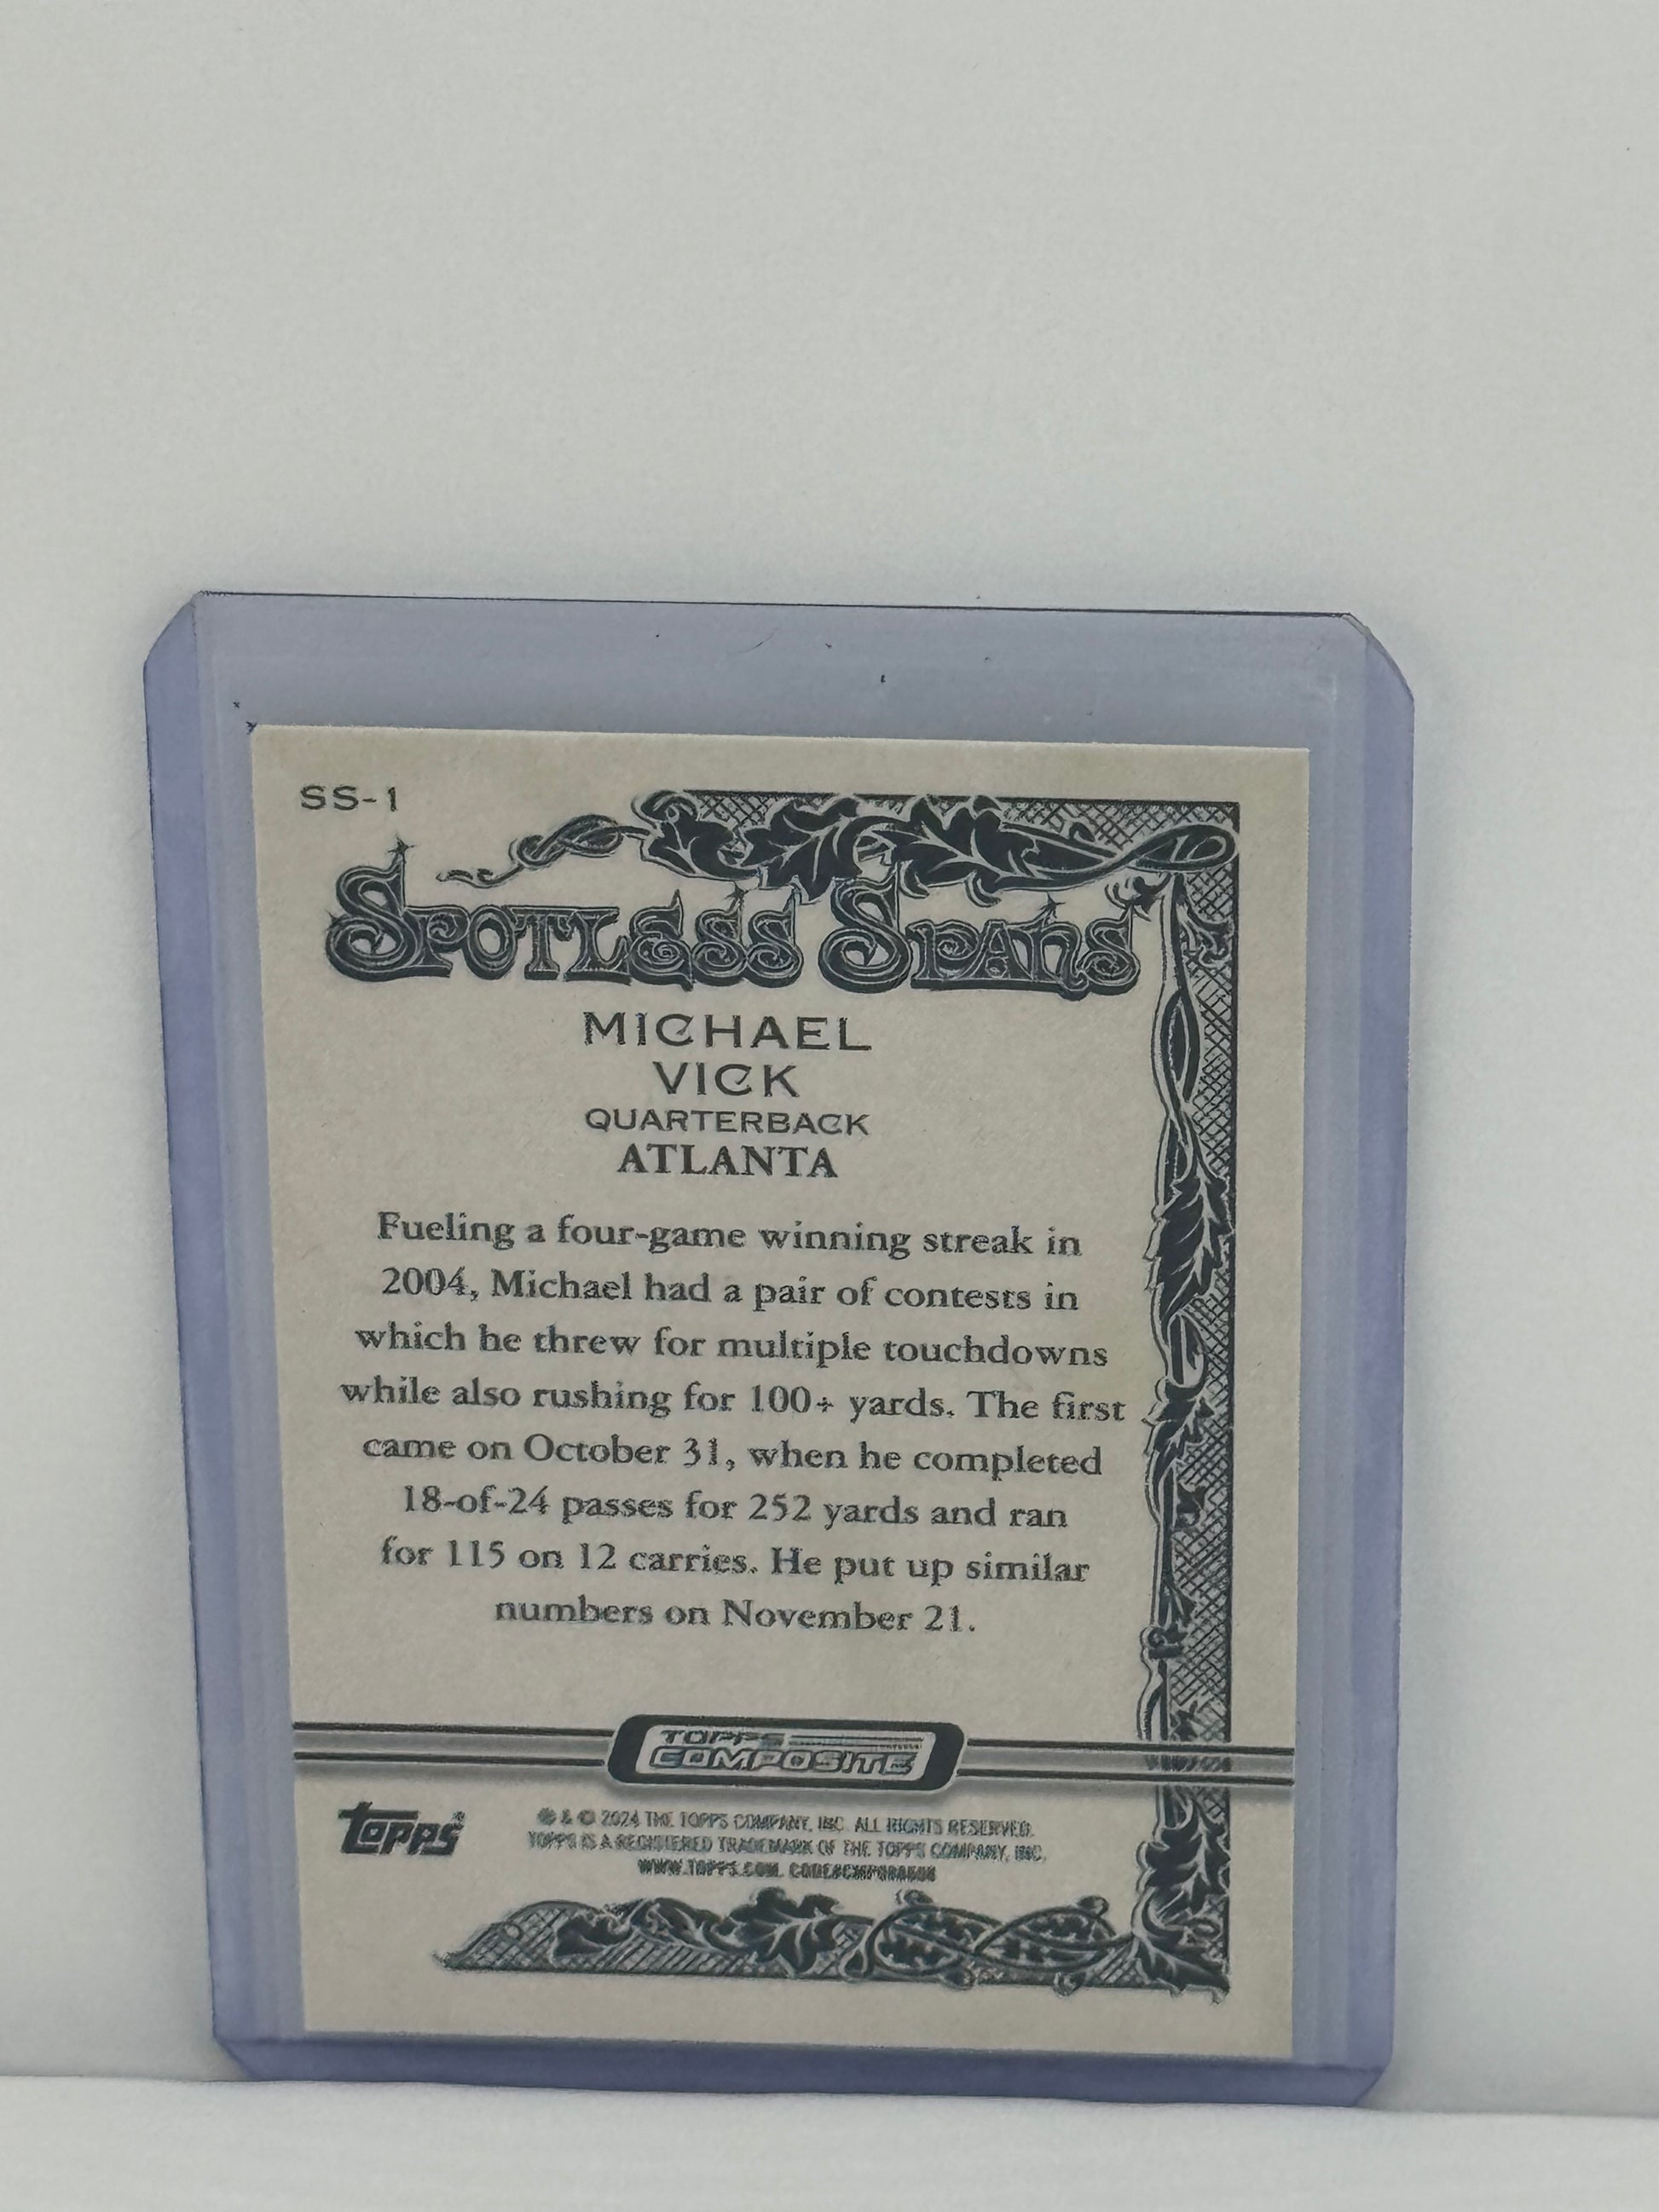 SS-1
SPOTLESS SPANS
MICHAEL
VICK
QUARTERBACK
ATLANTA
Fueling a four-game winning streak in
2004, Michael had a pair of contests in
which he threw for multiple touchdowns
while also rushing for 100+ yards. The first
came on October 31, when he completed
18-of-24 passes for 252 yards and ran
for 115 on 12 carries. He put up similar
numbers on November 21.
TOPPS
COMPOSITE
Topps®
® & © 2024 THE TOPPS COMPANY, INC. ALL RIGHTS RESERVED.
TOPPS IS A REGISTERED TRADEMARK OF THE TOPPS COMPANY, INC.
WWW.TOPPS.COM.